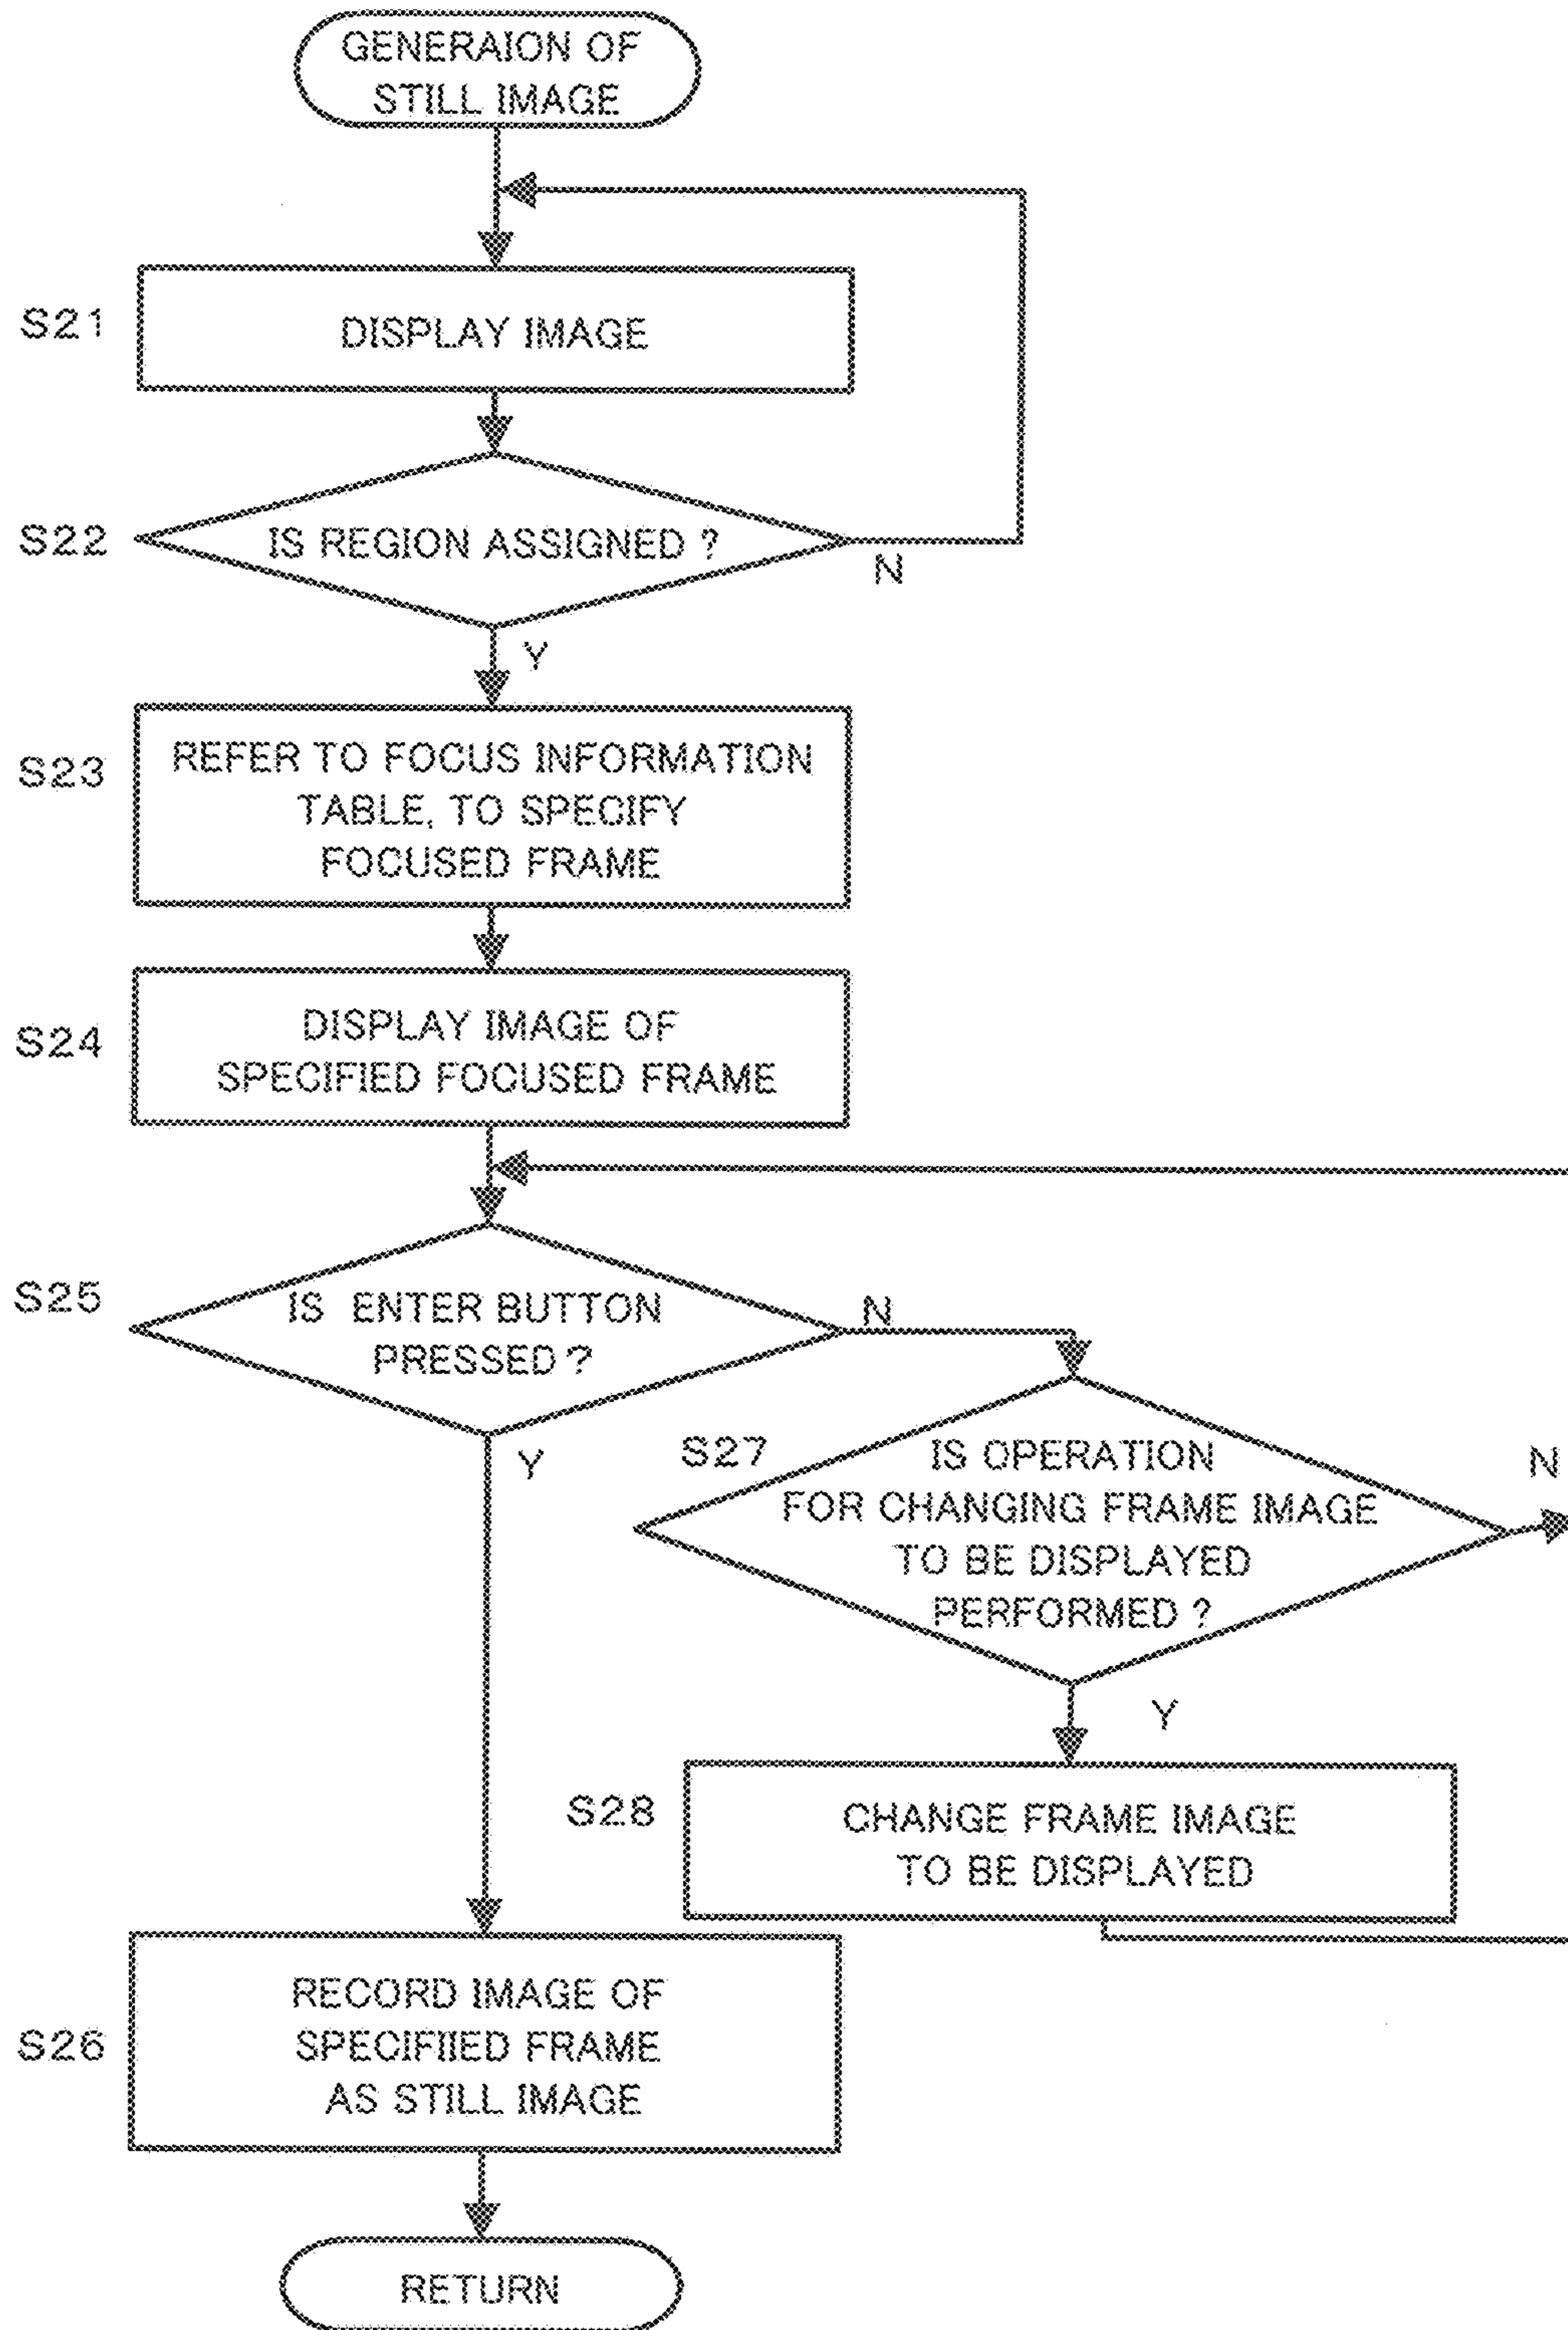 GENERAION OF
STILL IMAGE
S21
DISPLAY IMAGE
S22
IS REGION ASSIGNED ?
N
Y
S23
REFER TO FOCUS INFORMATION
TABLE, TO SPECIFY
FOCUSED FRAME
S24
DISPLAY IMAGE OF
SPECIFIED FOCUSED FRAME
S25
IS ENTER BUTTON
PRESSED ?
N
Y
S27
IS OPERATION
FOR CHANGING FRAME IMAGE
TO BE DISPLAYED
PERFORMED ?
N
Y
S28
CHANGE FRAME IMAGE
TO BE DISPLAYED
S26
RECORD IMAGE OF
SPECIFIIED FRAME
AS STILL IMAGE
RETURN